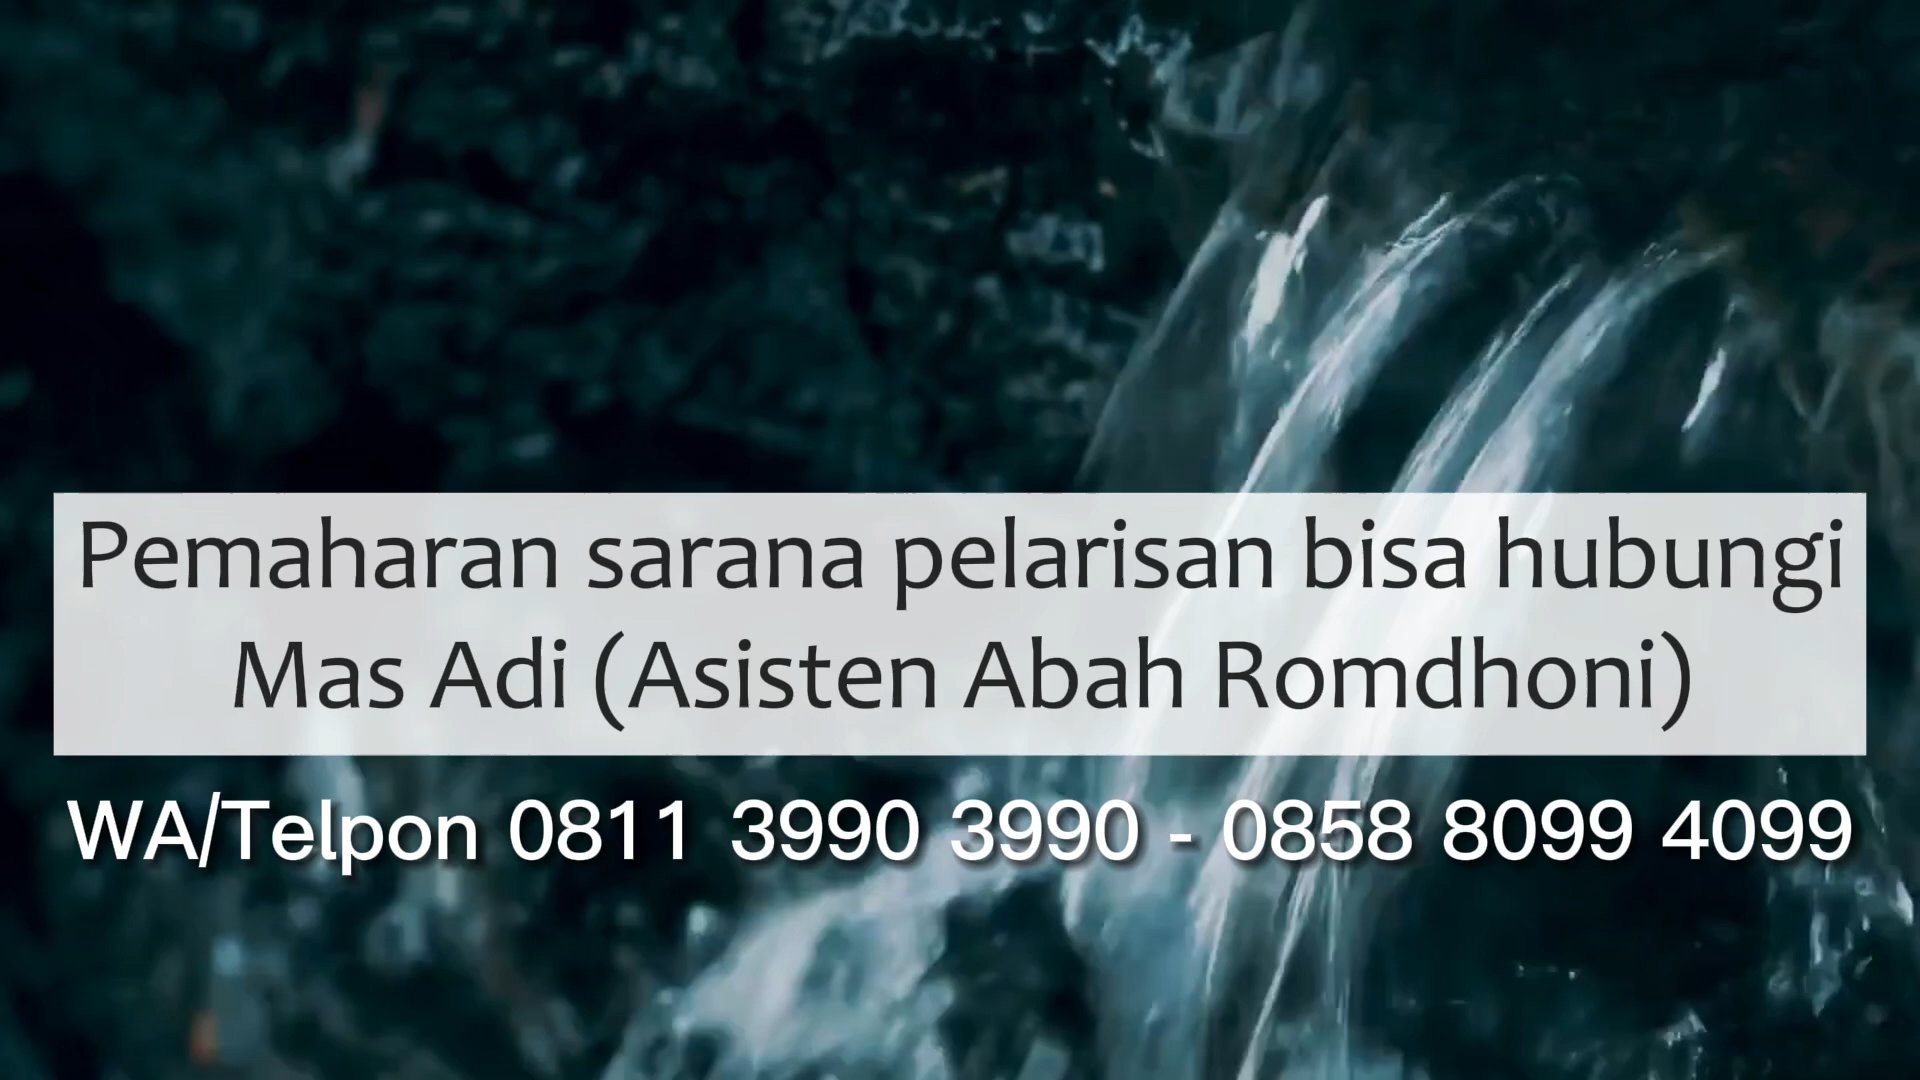 Pemaharan sarana pelarisan bisa hubungi
Mas Adi (Asisten Abah Romdhoni)
WA/Telpon 0811 3990 3990 - 0858 8099 4099